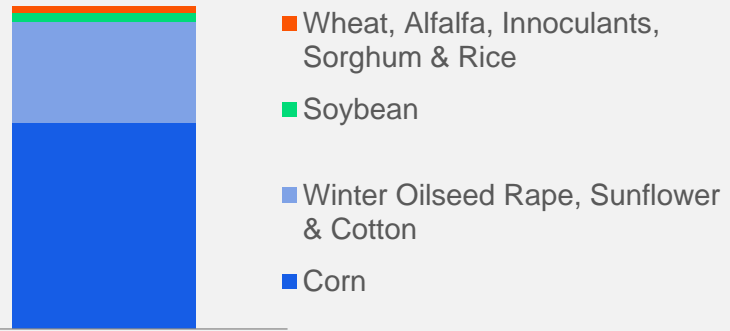 Wheat, Alfalfa, Innoculants,
Sorghum & Rice
Soybean
Winter Oilseed Rape, Sunflower
& Cotton
Corn